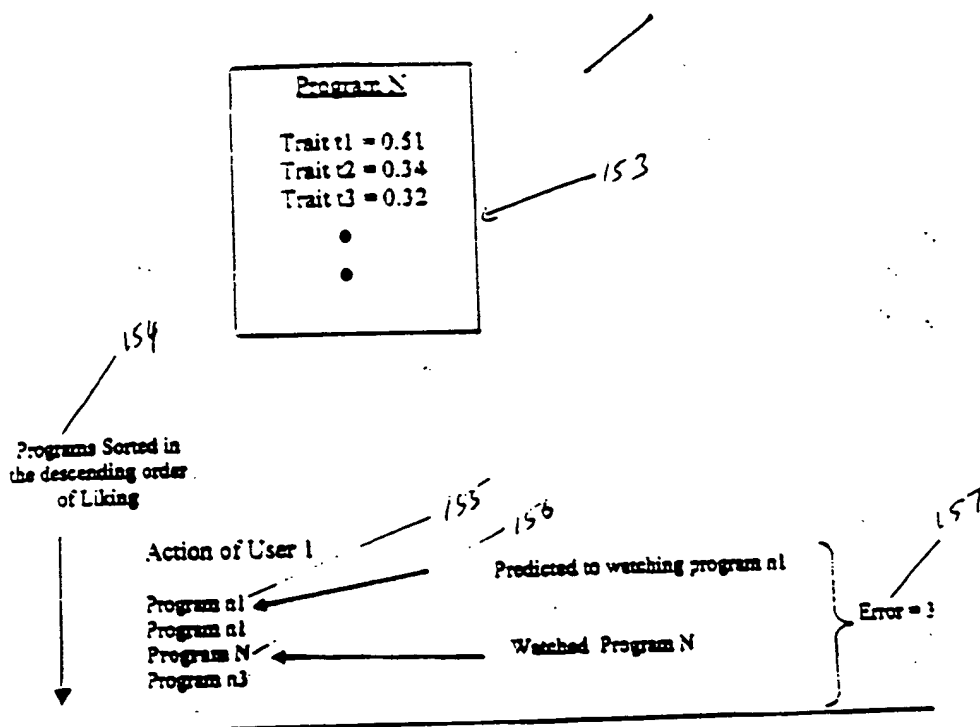 Program N
Trait t1 = 0.51
Trait t2 = 0.34
Trait t3 = 0.32
153
154
Programs Sorted in
the descending order
of Liking
155
156
157
Action of User 1
Predicted to watching program n1
Program n1
Program n1
Error = 3
Program N
Watched Program N
Program n3